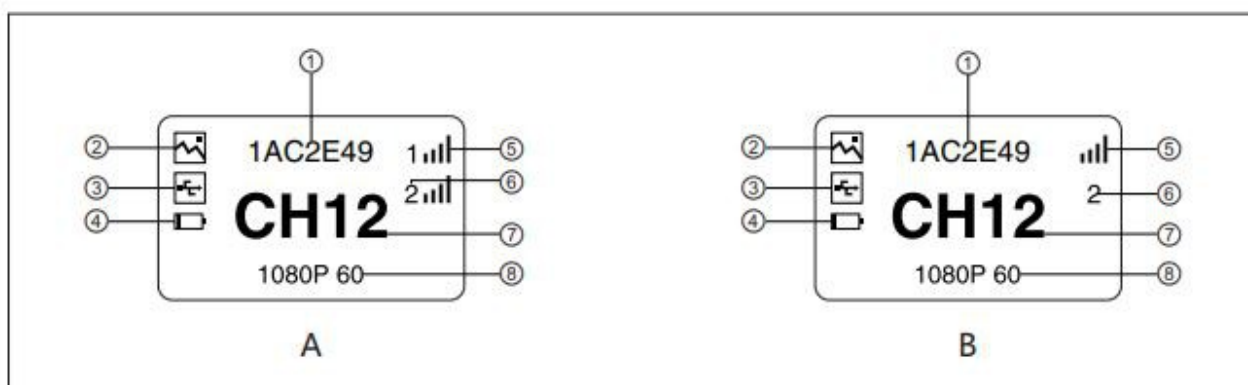 ① ①
② 1AC2E49 1 ⑤ ② 1AC2E49 ⑤
③ 2 ⑥ ③ 2 ⑥
④ CH12 ⑦ ④ CH12 ⑦
1080P 60 ⑧ 1080P 60 ⑧
A B